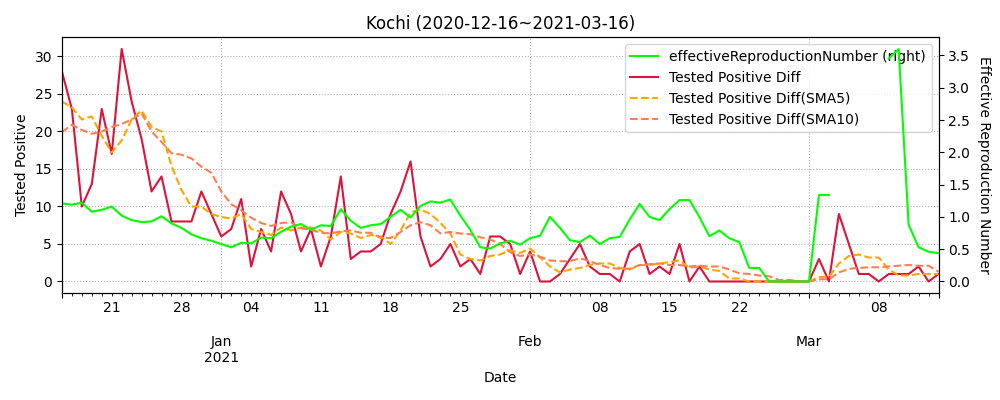 Kochi (2020-12-16~2021-03-16)
effectiveReproductionNumber (right)
Tested Positive Diff
Tested Positive Diff(SMA5)
Tested Positive Diff(SMA10)
Tested Positive
30
25
20
15
10
5
0
Effective Reproduction Number
3.5
3.0
2.5
2.0
1.5
1.0
0.5
0.0
21 28 04 11 18 25 08 15 22 08
Jan Feb Mar
2021
Date